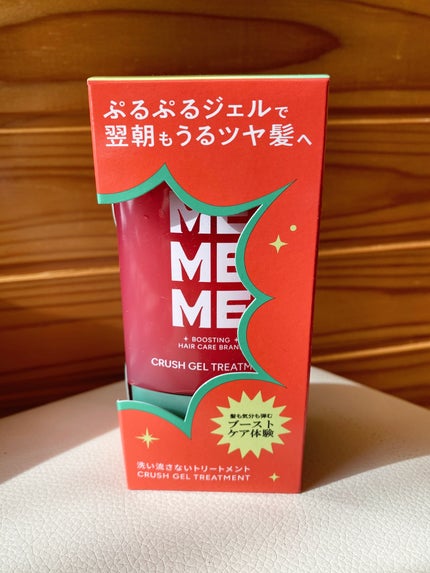 ぷるぷるジェルで
翌朝もうるツヤ髪へ
ME
ME
ME
BOOSTING
HAIR CARE BRAN
CRUSH GEL TREATM
髪も気分も弾む
ブースト
ケア体験
洗い流さないトリートメント
CRUSH GEL TREATMENT